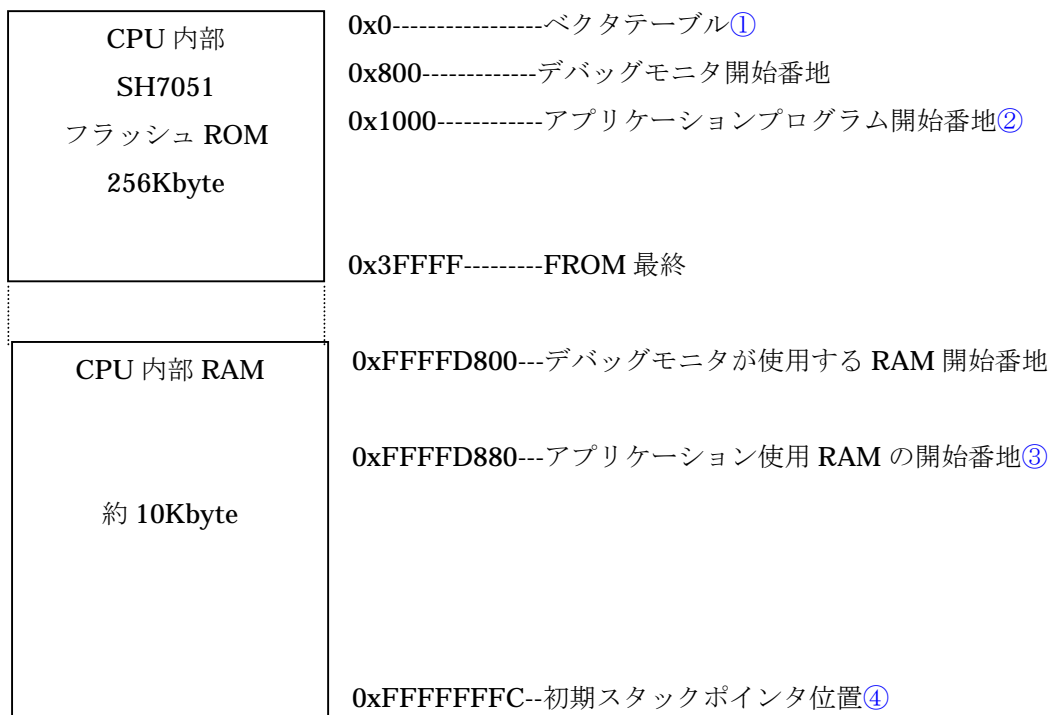 CPU 内部
SH7051
フラッシュ ROM
256Kbyte
0x0-----------------ベクタテーブル①
0x800-------------デバッグモニタ開始番地
0x1000------------アプリケーションプログラム開始番地②
0x3FFFF---------FROM 最終
CPU 内部 RAM
約 10Kbyte
0xFFFFD800---デバッグモニタが使用する RAM 開始番地
0xFFFFD880---アプリケーション使用 RAM の開始番地③
0xFFFFFFFC--初期スタックポインタ位置④